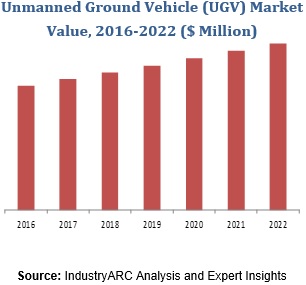 Unmanned Ground Vehicle (UGV) Market
Value, 2016-2022 ($ Million)
2016 2017 2018 2019 2020 2021 2022
Source: IndustryARC Analysis and Expert Insights